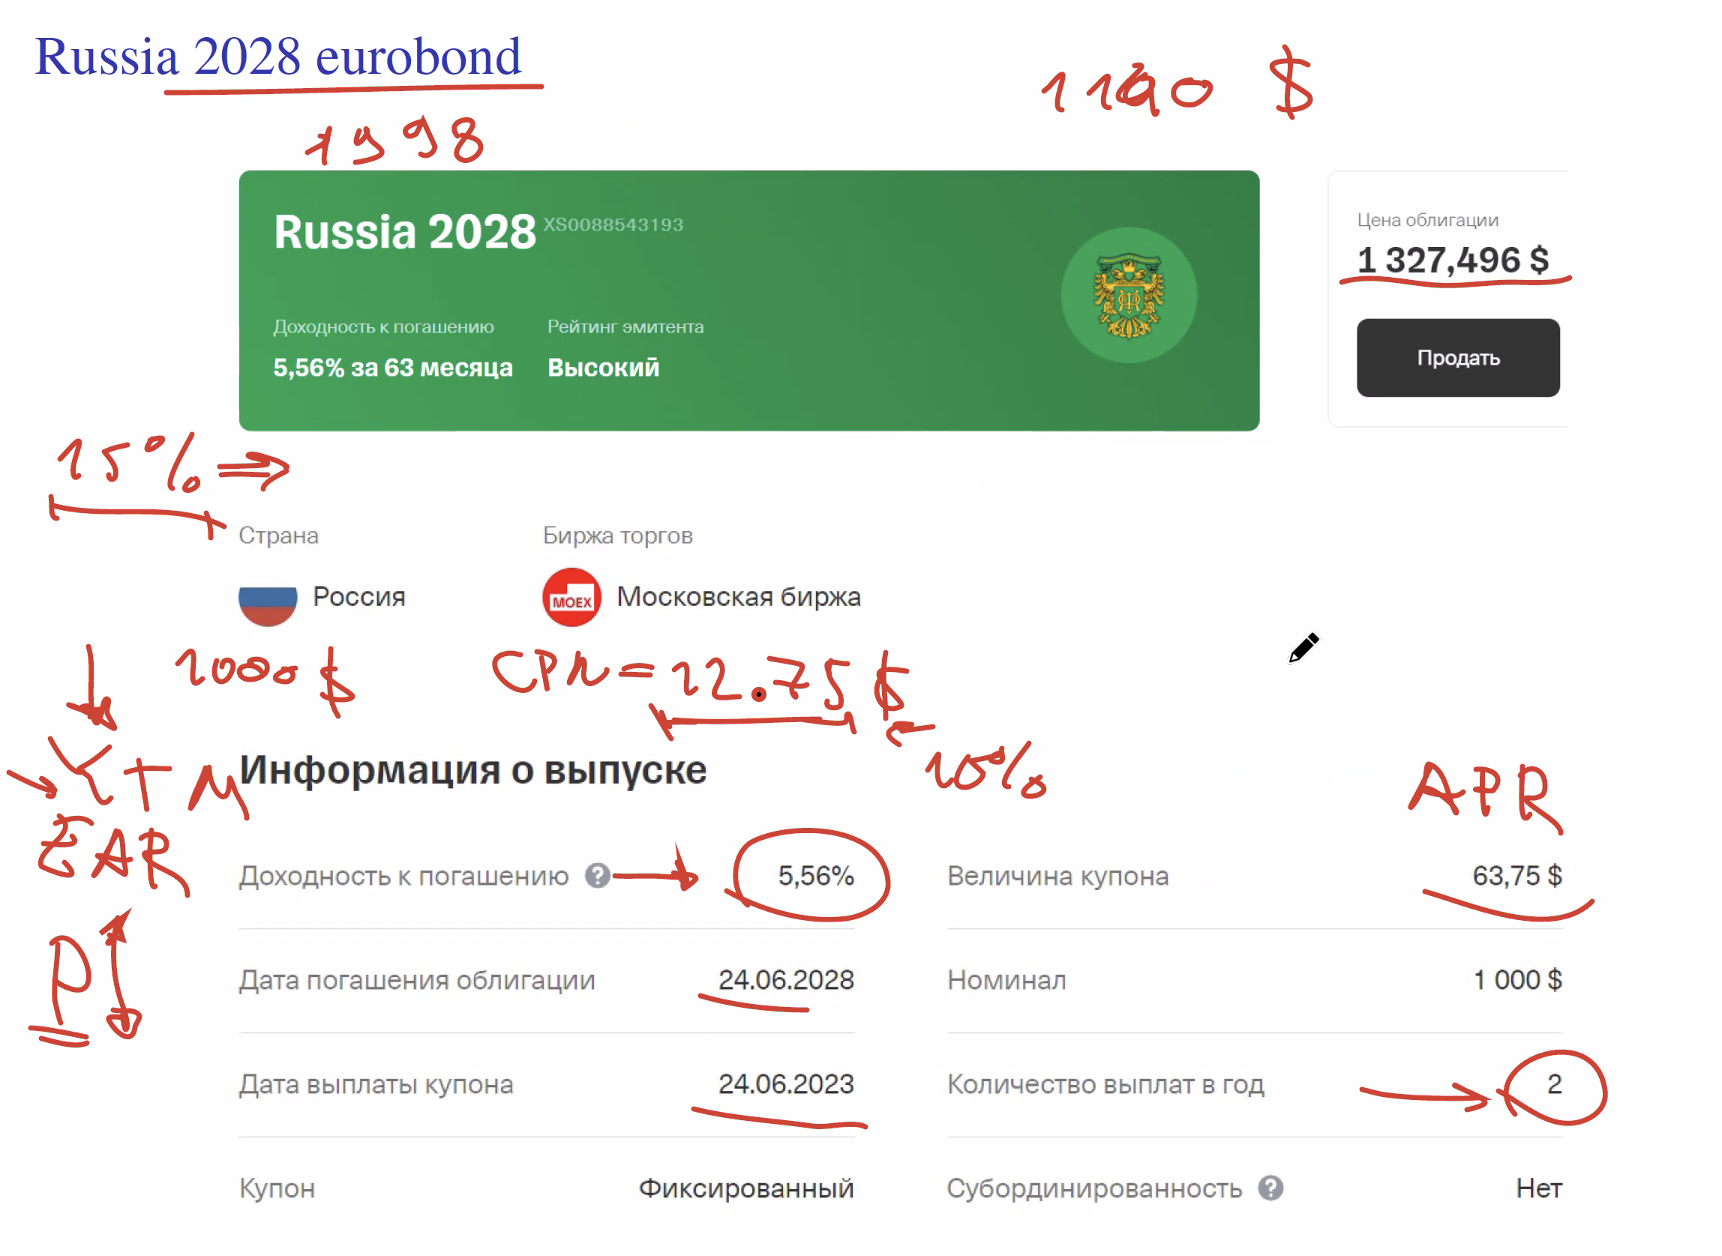 Russia 2028 eurobond
$
1998
Russia 2028 XS0088543193
Доходность к погашению Рейтинг эмитента
5,56% за 63 месяца Высокий
Цена облигации
1 327,496 $
Продать
15% ⇒
Страна Биржа торгов
Россия MOEX Московская биржа
1000 $ CPN = 12.75 $
10%
YTM
EAR
P
APR
Информация о выпуске
Доходность к погашению ? 5,56% Величина купона 63,75 $
Дата погашения облигации 24.06.2028 Номинал 1 000 $
Дата выплаты купона 24.06.2023 Количество выплат в год 2
Купон Фиксированный Субординированность ? Нет